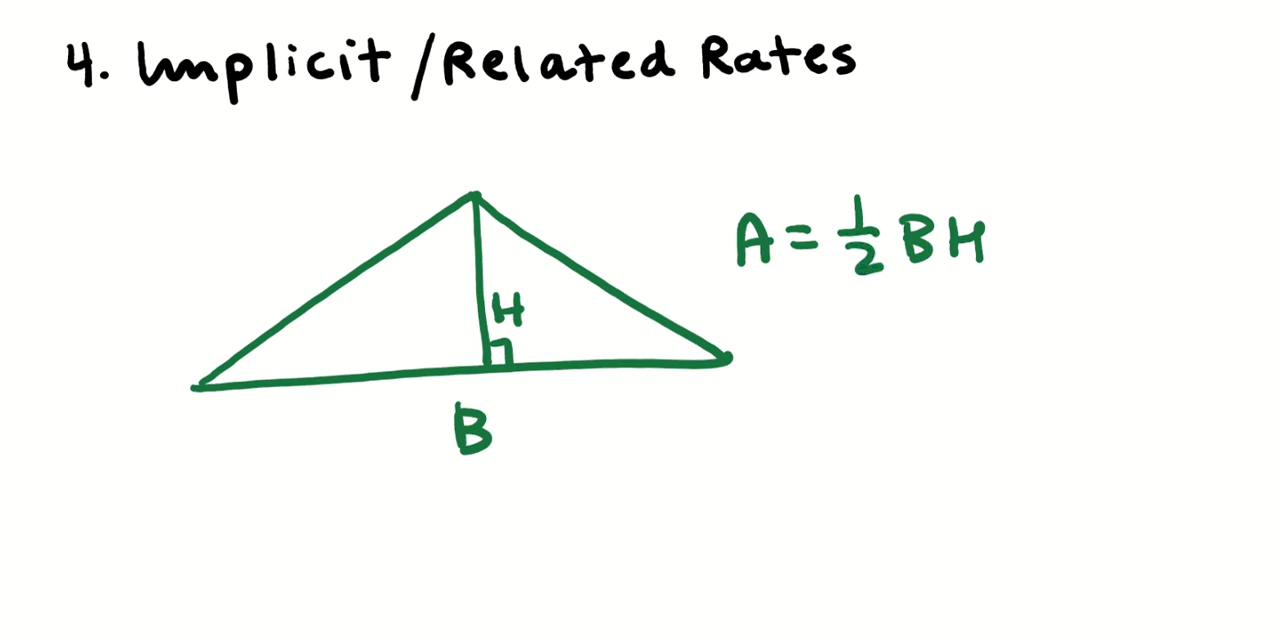 4. Implicit/Related Rates
A = 1/2 BH
H
B